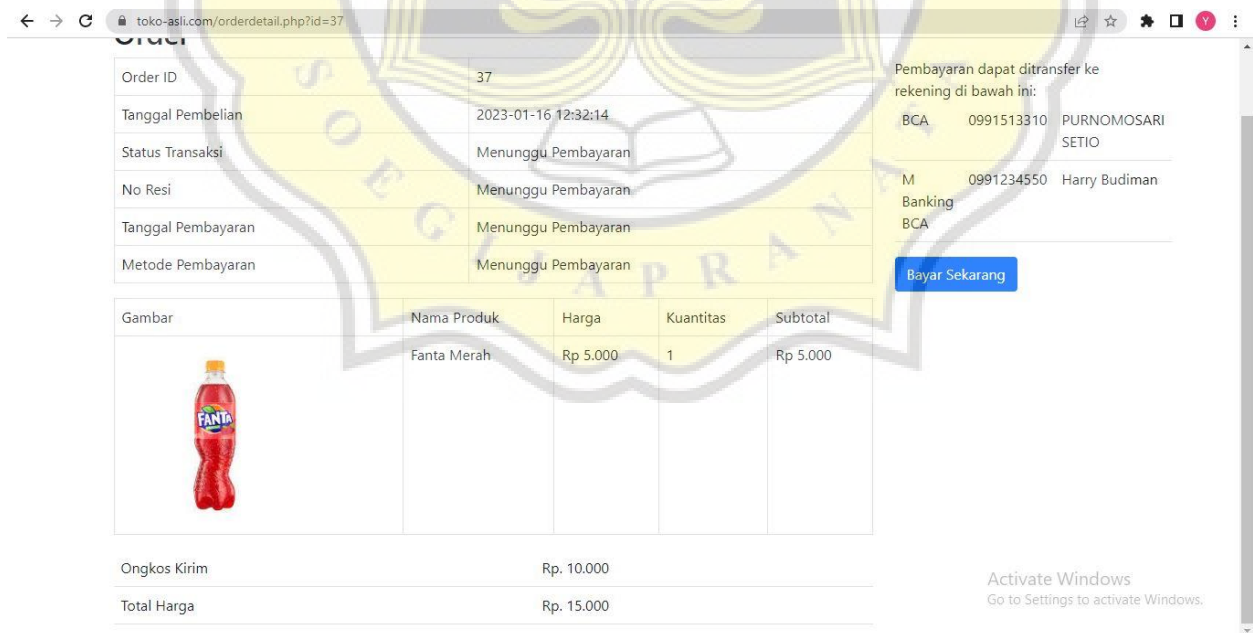 toko-asli.com/orderdetail.php?id=37
Y
Order
Order ID 37
Tanggal Pembelian 2023-01-16 12:32:14
Status Transaksi Menunggu Pembayaran
No Resi Menunggu Pembayaran
Tanggal Pembayaran Menunggu Pembayaran
Metode Pembayaran Menunggu Pembayaran
Gambar Nama Produk Harga Kuantitas Subtotal
FANTA Fanta Merah Rp 5.000 1 Rp 5.000
Ongkos Kirim Rp. 10.000
Total Harga Rp. 15.000
Pembayaran dapat ditransfer ke
rekening di bawah ini:
BCA 0991513310 PURNOMOSARI
SETIO
M 0991234550 Harry Budiman
Banking
BCA
Bayar Sekarang
SOEGIJAPRANATA
Activate Windows
Go to Settings to activate Windows.